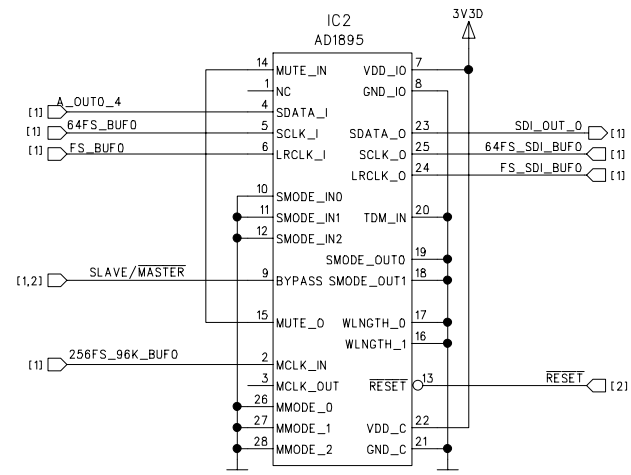 3V3D
IC2
AD1895
14 MUTE_IN VDD_IO 7
1 NC GND_IO 8
[1] A_OUT0_4 4 SDATA_I
[1] 64FS_BUF0 5 SCLK_I SDATA_O 23 SDI_OUT_0 [1]
[1] FS_BUF0 6 LRCLK_I SCLK_O 25 64FS_SDI_BUF0 [1]
LRCLK_O 24 FS_SDI_BUF0 [1]
10 SMODE_IN0
11 SMODE_IN1 TDM_IN 20
12 SMODE_IN2
SMODE_OUT0 19
[1,2] SLAVE/MASTER 9 BYPASS SMODE_OUT1 18
15 MUTE_O WLNGTH_0 17
WLNGTH_1 16
[1] 256FS_96K_BUF0 2 MCLK_IN
3 MCLK_OUT RESET 13 RESET [2]
26 MMODE_0
27 MMODE_1 VDD_C 22
28 MMODE_2 GND_C 21